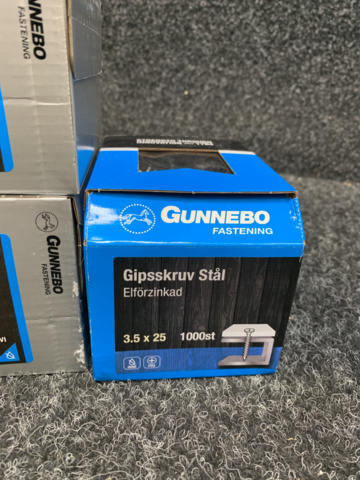 GUNNEBO
FASTENING
GUNNEBO
FASTENING
GUNNEBO
FASTENING
Gipsskruv Stål
Elförzinkad
3.5 x 25 1000st